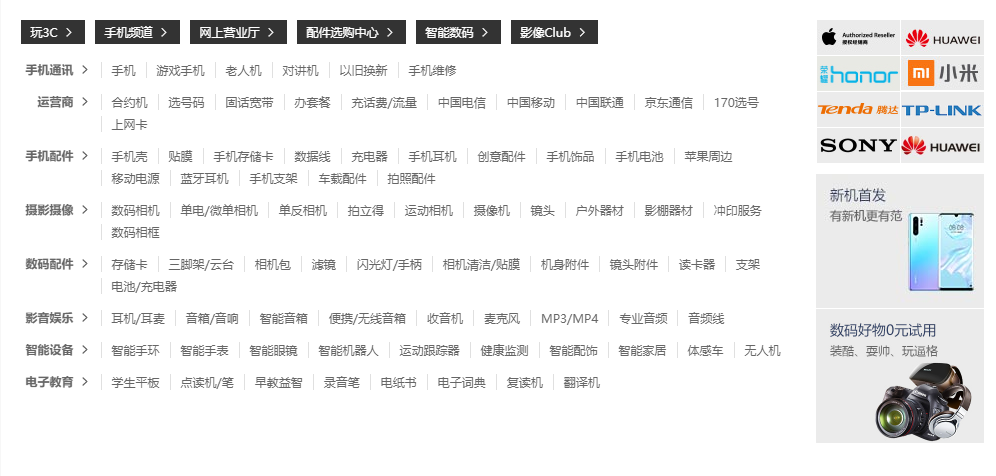 玩3C 手机频道 网上营业厅 配件选购中心 智能数码 影像Club
手机通讯 手机 游戏手机 老人机 对讲机 以旧换新 手机维修
运营商 合约机 选号码 固话宽带 办套餐 充话费/流量 中国电信 中国移动 中国联通 京东通信 170选号
上网卡
手机配件 手机壳 贴膜 手机存储卡 数据线 充电器 手机耳机 创意配件 手机饰品 手机电池 苹果周边
移动电源 蓝牙耳机 手机支架 车载配件 拍照配件
摄影摄像 数码相机 单电/微单相机 单反相机 拍立得 运动相机 摄像机 镜头 户外器材 影棚器材 冲印服务
数码相框
数码配件 存储卡 三脚架/云台 相机包 滤镜 闪光灯/手柄 相机清洁/贴膜 机身附件 镜头附件 读卡器 支架
电池/充电器
影音娱乐 耳机/耳麦 音箱/音响 智能音箱 便携/无线音箱 收音机 麦克风 MP3/MP4 专业音频 音频线
智能设备 智能手环 智能手表 智能眼镜 智能机器人 运动跟踪器 健康监测 智能配饰 智能家居 体感车 无人机
电子教育 学生平板 点读机/笔 早教益智 录音笔 电纸书 电子词典 复读机 翻译机
Authorized Reseller
授权经销商
HUAWEI
荣耀 honor
小米
Tenda 腾达
TP-LINK
SONY
HUAWEI
新机首发
有新机更有范
数码好物0元试用
装酷、耍帅、玩逼格